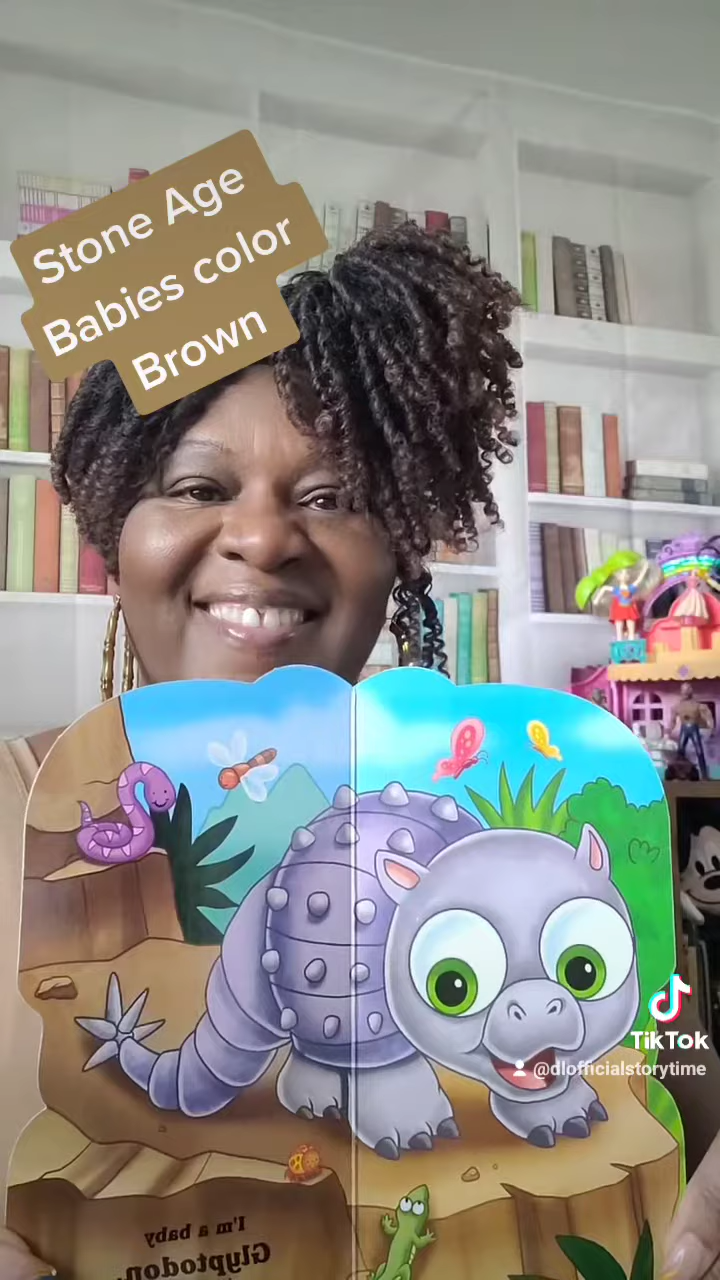 Stone Age
Babies color
Brown
TikTok
@dlofficialstorytime
I'm a baby
Glyptodon,